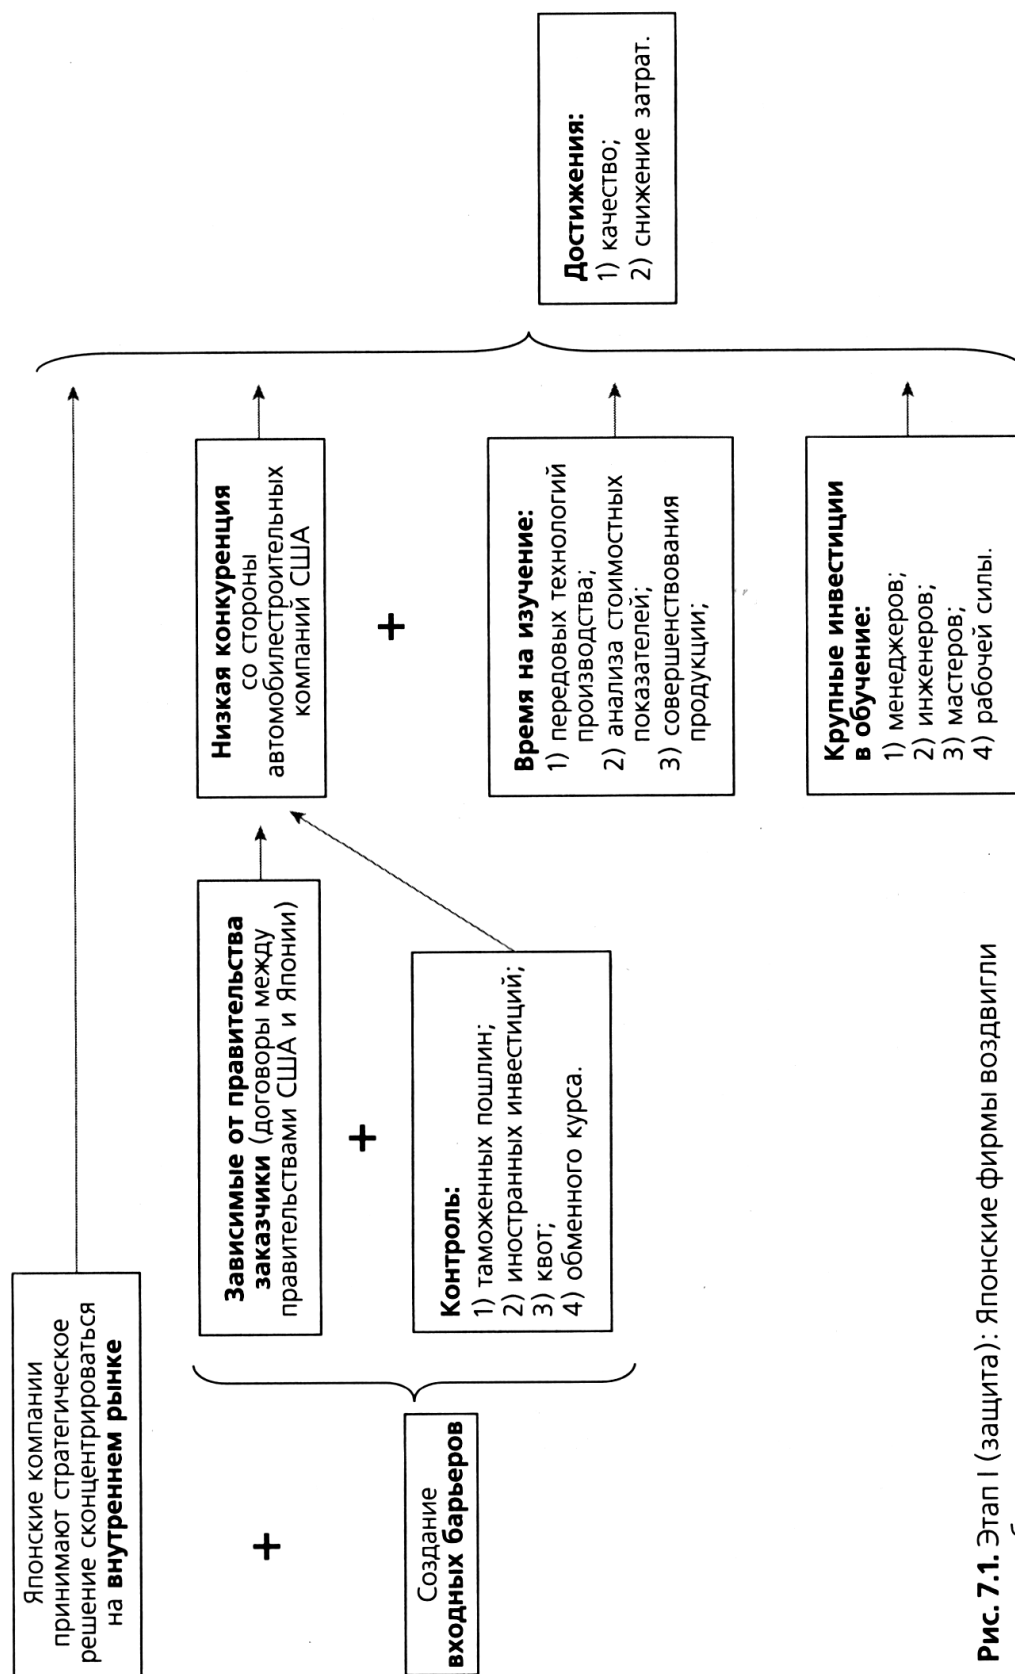 Японские компании
принимают стратегическое
решение сконцентрироваться
на внутреннем рынке
+
Создание
входных барьеров
Зависимые от правительства
заказчики (договоры между
правительствами США и Японии)
+
Контроль:
1) таможенных пошлин;
2) иностранных инвестиций;
3) квот;
4) обменного курса.
Низкая конкуренция
со стороны
автомобилестроительных
компаний США
+
Время на изучение:
1) передовых технологий
производства;
2) анализа стоимостных
показателей;
3) совершенствования
продукции;
Крупные инвестиции
в обучение:
1) менеджеров;
2) инженеров;
3) мастеров;
4) рабочей силы.
Достижения:
1) качество;
2) снижение затрат.
Рис. 7.1. Этап I (защита): Японские фирмы воздвигли